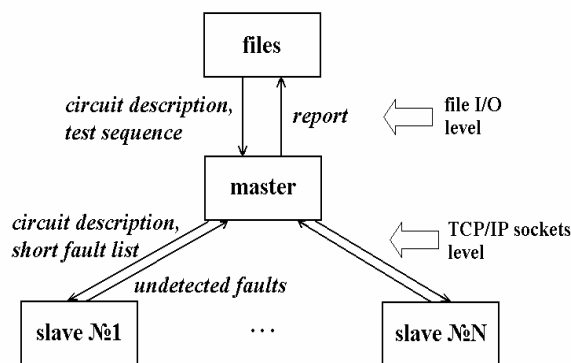 files
circuit description,
test sequence
report
file I/O
level
master
circuit description,
short fault list
TCP/IP sockets
level
undetected faults
slave №1
...
slave №N